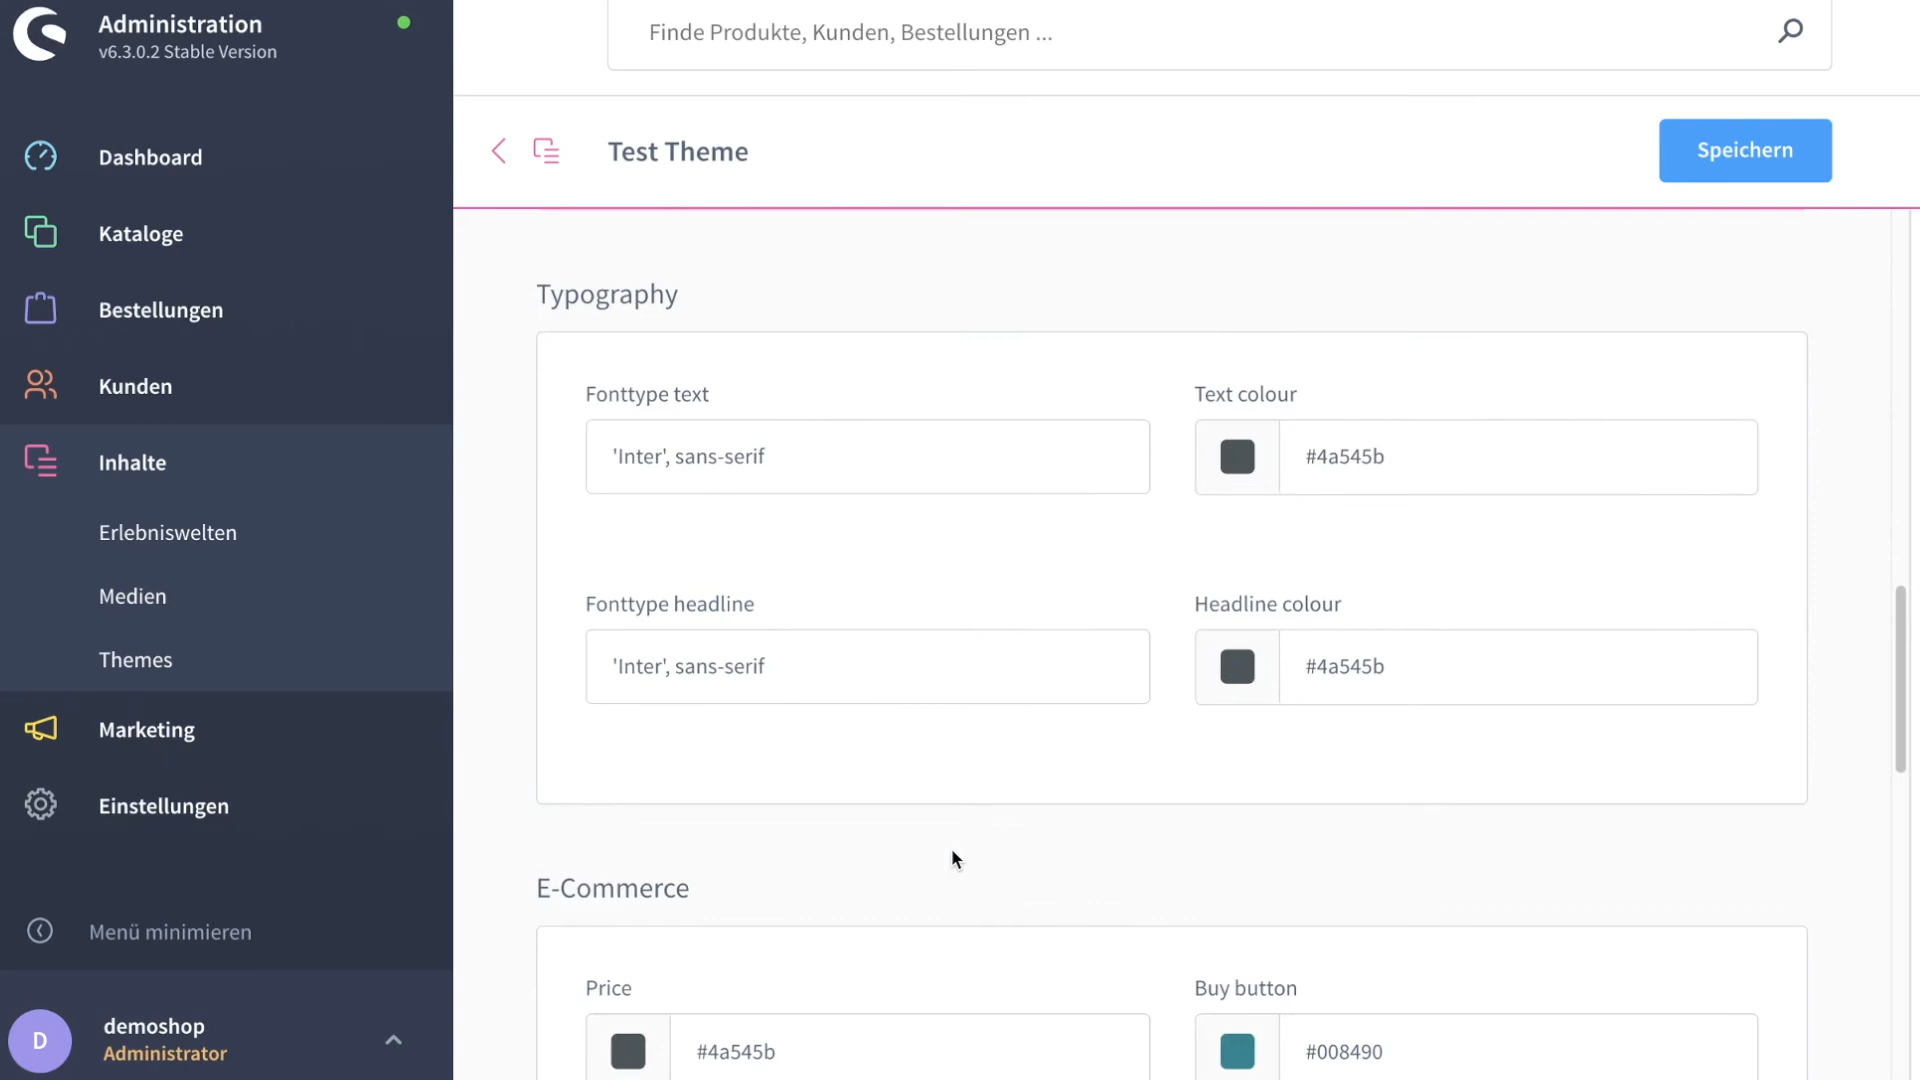 Administration
v6.3.0.2 Stable Version
Dashboard
Kataloge
Bestellungen
Kunden
Inhalte
Erlebniswelten
Medien
Themes
Marketing
Einstellungen
Menü minimieren
D
demoshop
Administrator
Finde Produkte, Kunden, Bestellungen ...
Test Theme
Speichern
Typography
Fonttype text
'Inter', sans-serif
Text colour
#4a545b
Fonttype headline
'Inter', sans-serif
Headline colour
#4a545b
E-Commerce
Price
#4a545b
Buy button
#008490